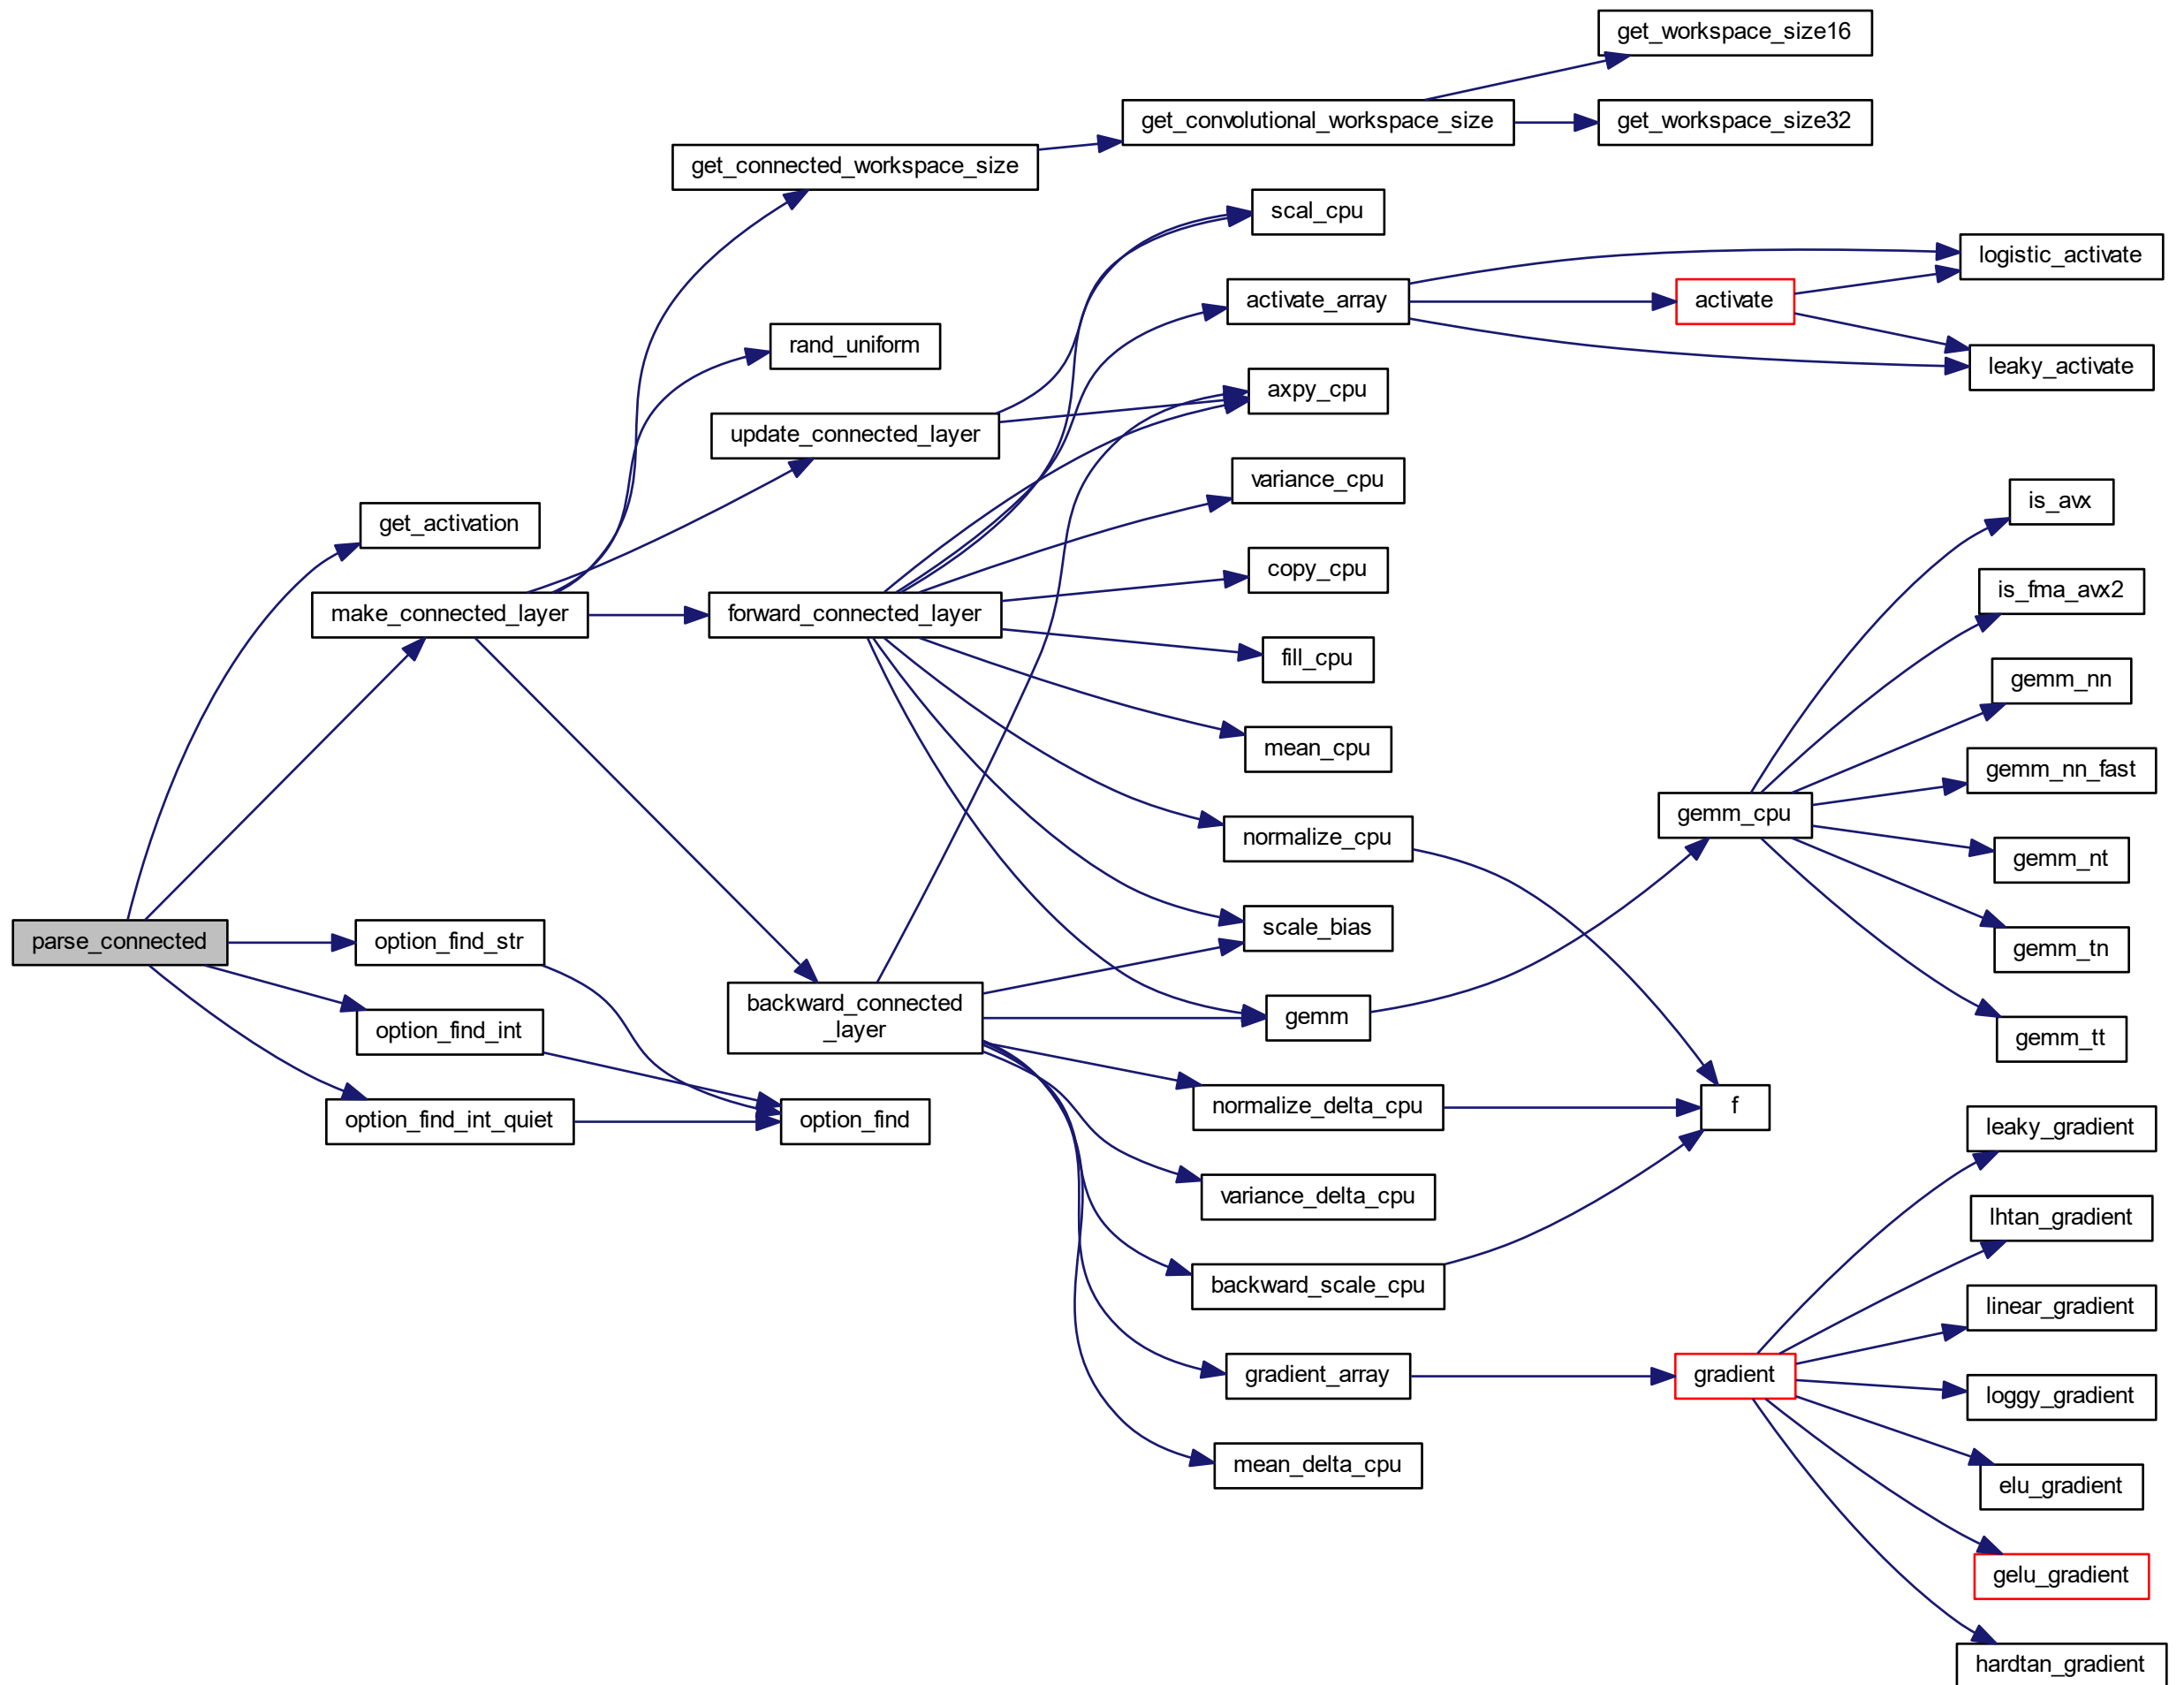 get_workspace_size16
get_convolutional_workspace_size
get_workspace_size32
get_connected_workspace_size
scal_cpu
logistic_activate
activate_array
activate
rand_uniform
leaky_activate
axpy_cpu
update_connected_layer
variance_cpu
is_avx
get_activation
copy_cpu
is_fma_avx2
make_connected_layer
forward_connected_layer
fill_cpu
gemm_nn
mean_cpu
gemm_nn_fast
gemm_cpu
normalize_cpu
gemm_nt
parse_connected
option_find_str
scale_bias
gemm_tn
backward_connected
_layer
option_find_int
gemm
gemm_tt
option_find_int_quiet
option_find
normalize_delta_cpu
f
leaky_gradient
variance_delta_cpu
lhtan_gradient
backward_scale_cpu
linear_gradient
gradient_array
gradient
loggy_gradient
mean_delta_cpu
elu_gradient
gelu_gradient
hardtan_gradient